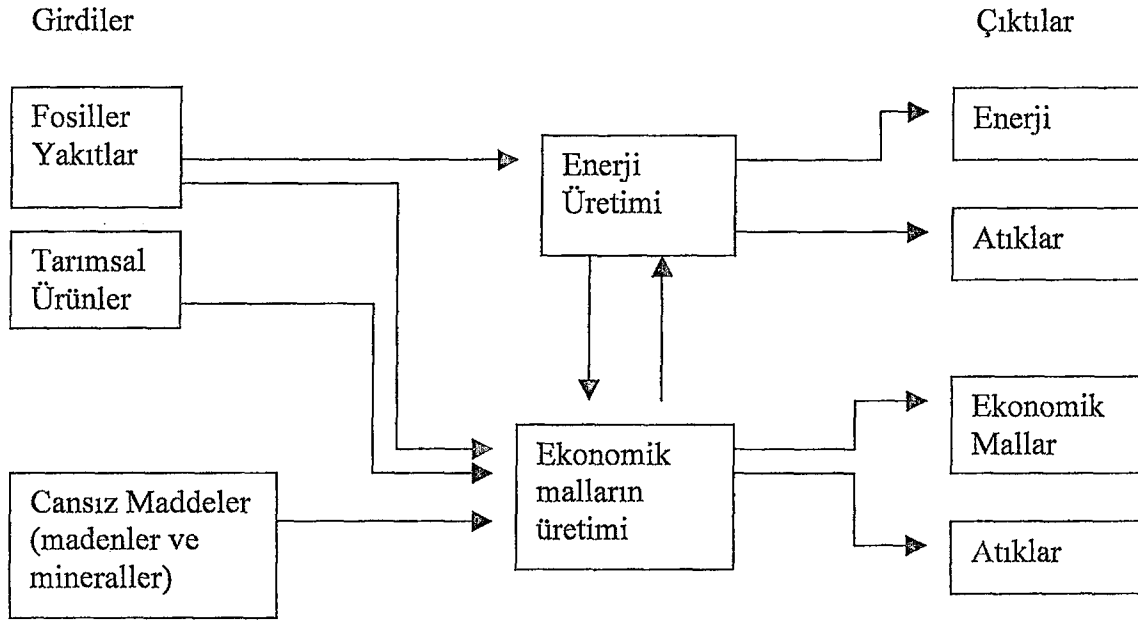 Girdiler
Çıktılar
Fosiller
Yakıtlar
Tarımsal
Ürünler
Cansız Maddeler
(madenler ve
mineraller)
Enerji
Üretimi
Ekonomik
malların
üretimi
Enerji
Atıklar
Ekonomik
Mallar
Atıklar